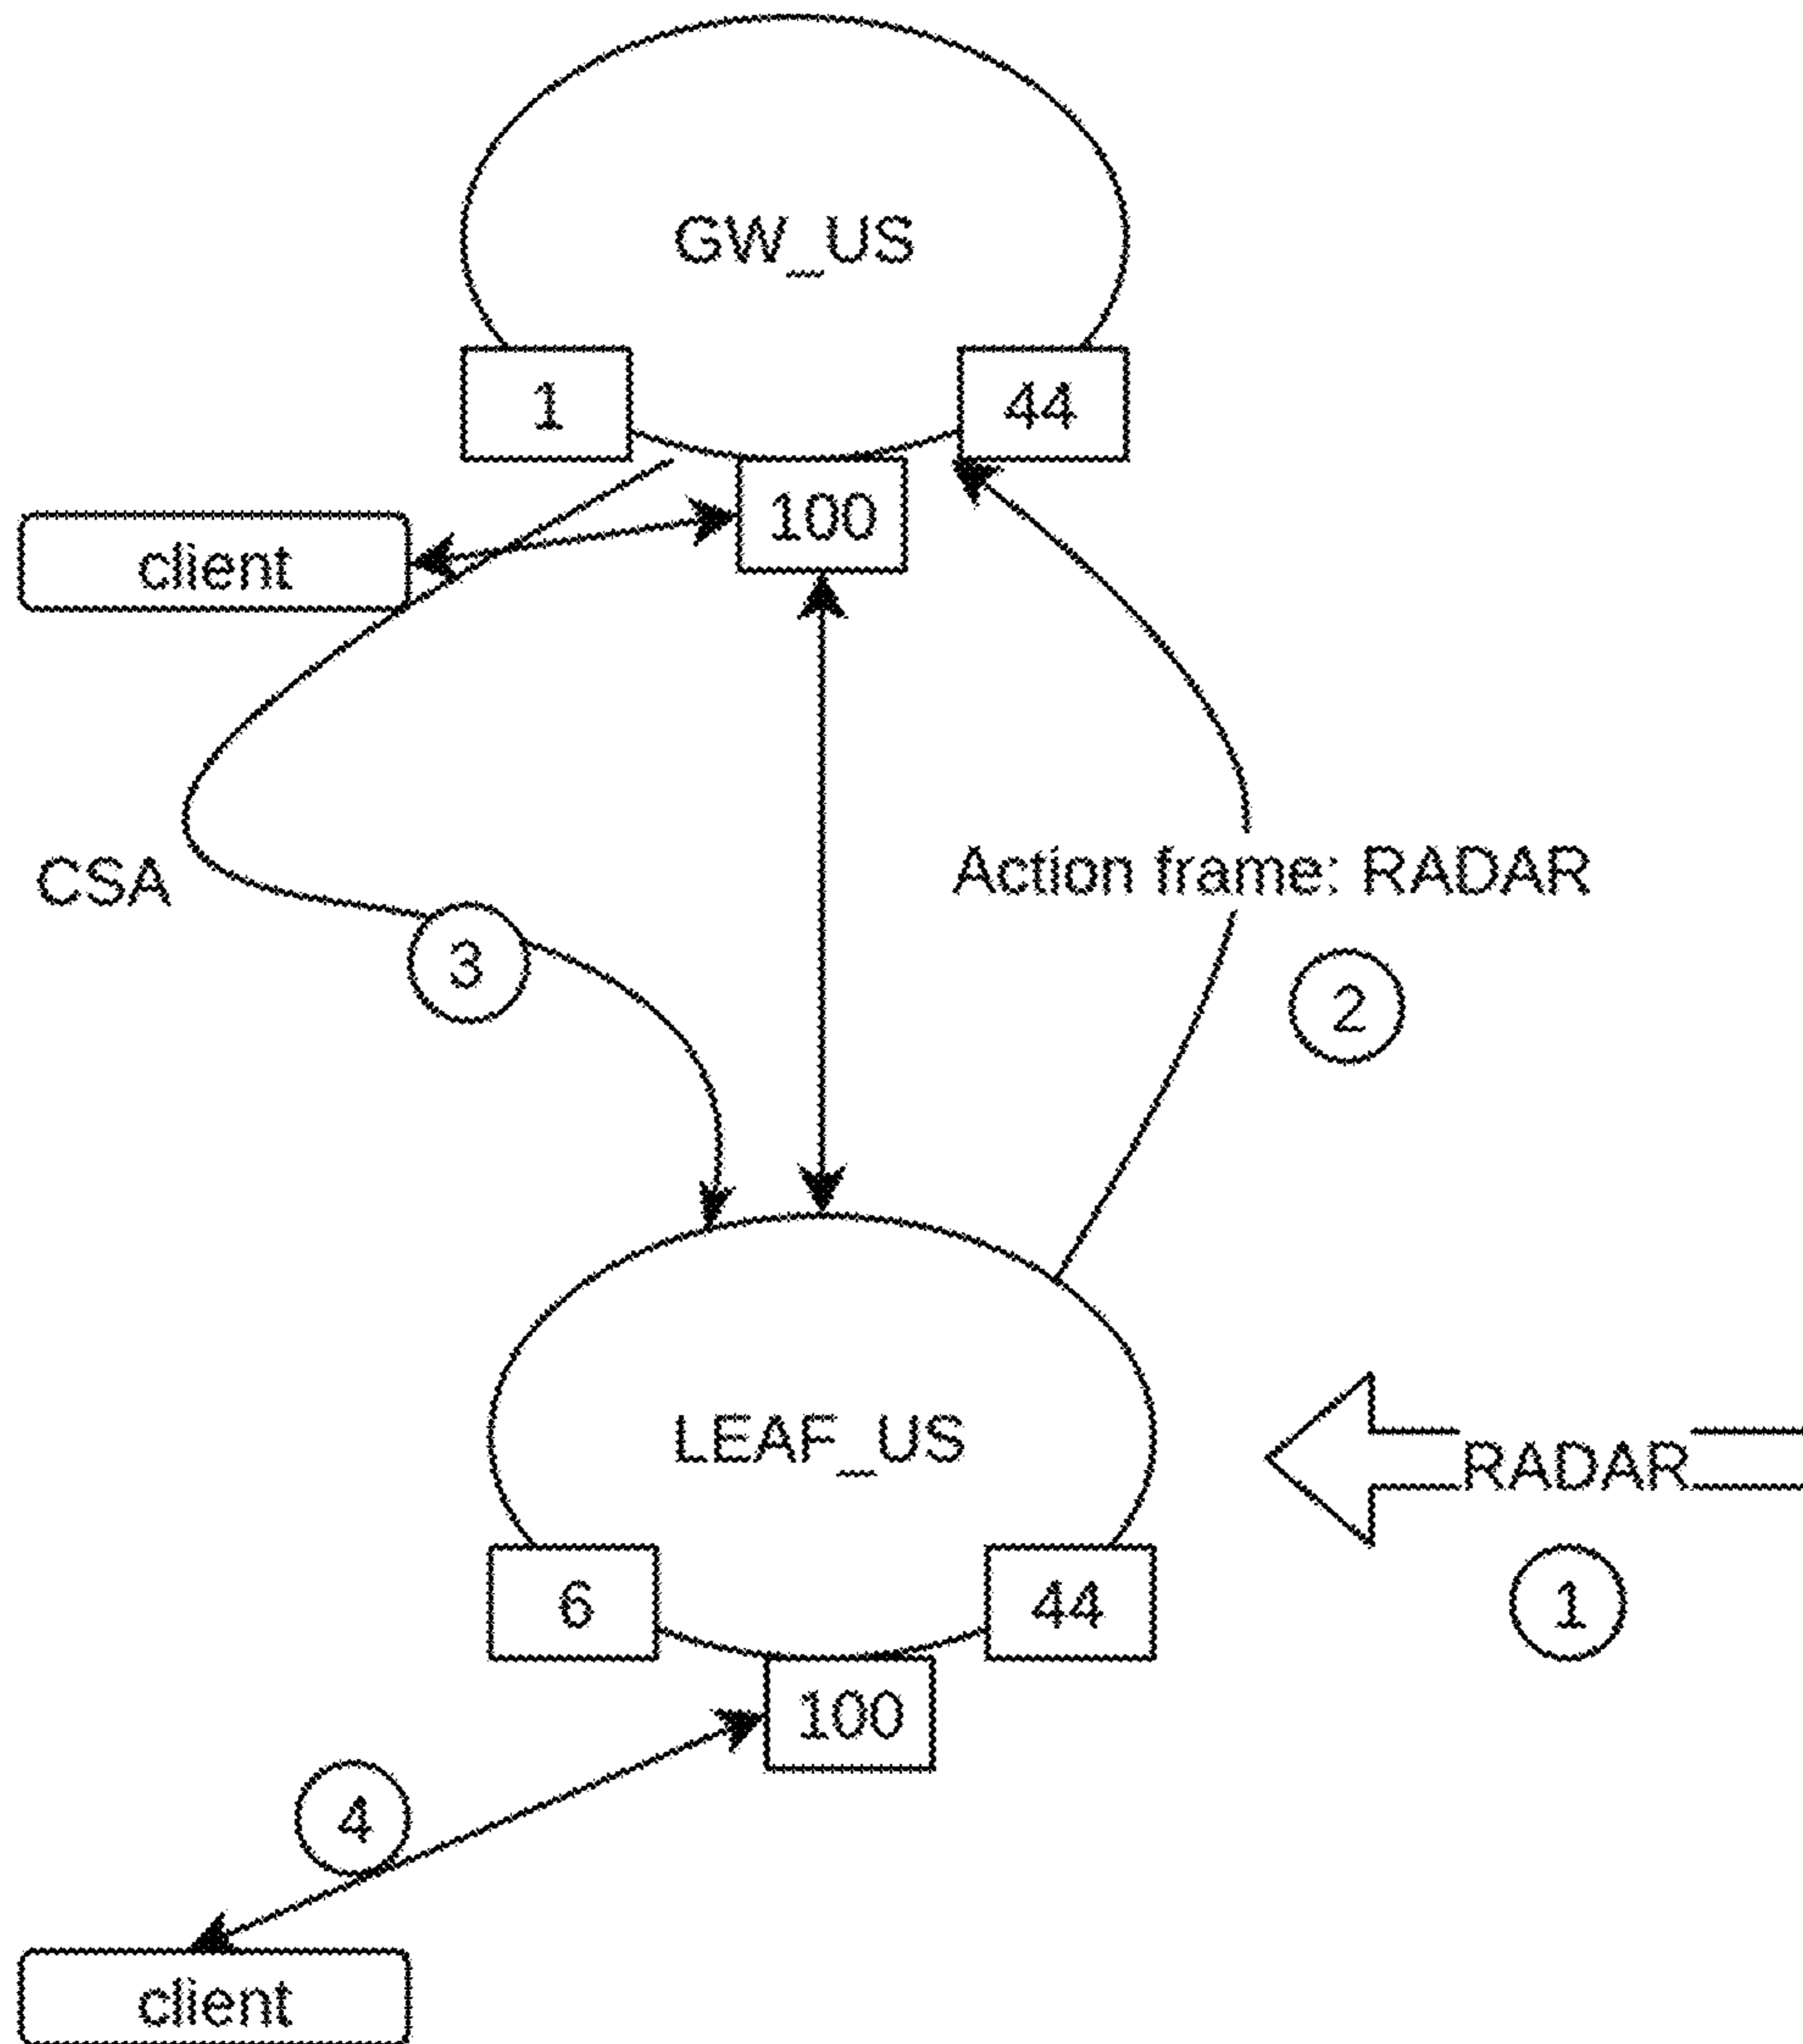 GW_US
1
44
100
client
CSA
Action frame: RADAR
3
2
LEAF_US
RADAR
6
44
1
100
4
client